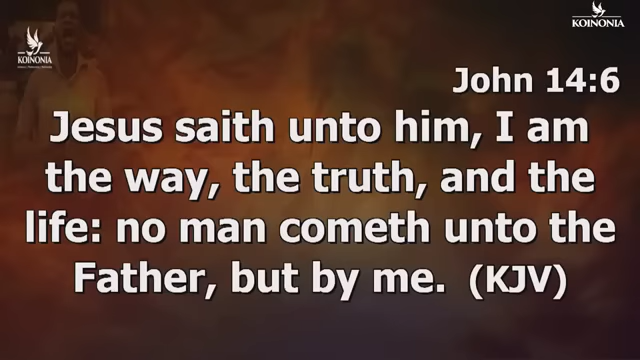 KOINONIA
KOINONIA
John 14:6
Jesus saith unto him, I am
the way, the truth, and the
life: no man cometh unto the
Father, but by me. (KJV)